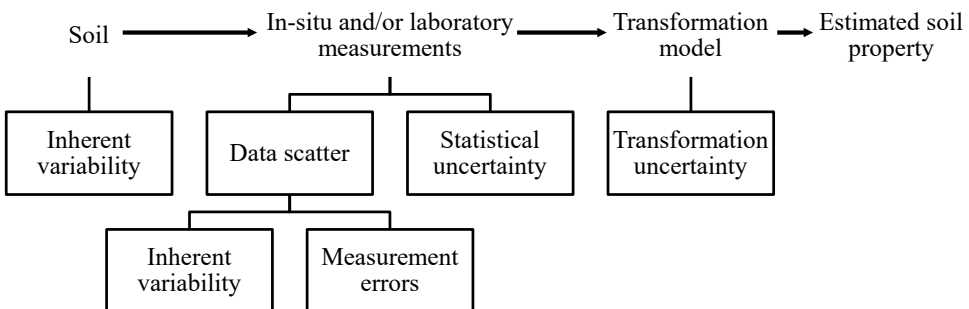 Soil
In-situ and/or laboratory
measurements
Transformation
model
Estimated soil
property
Inherent
variability
Data scatter
Statistical
uncertainty
Transformation
uncertainty
Inherent
variability
Measurement
errors